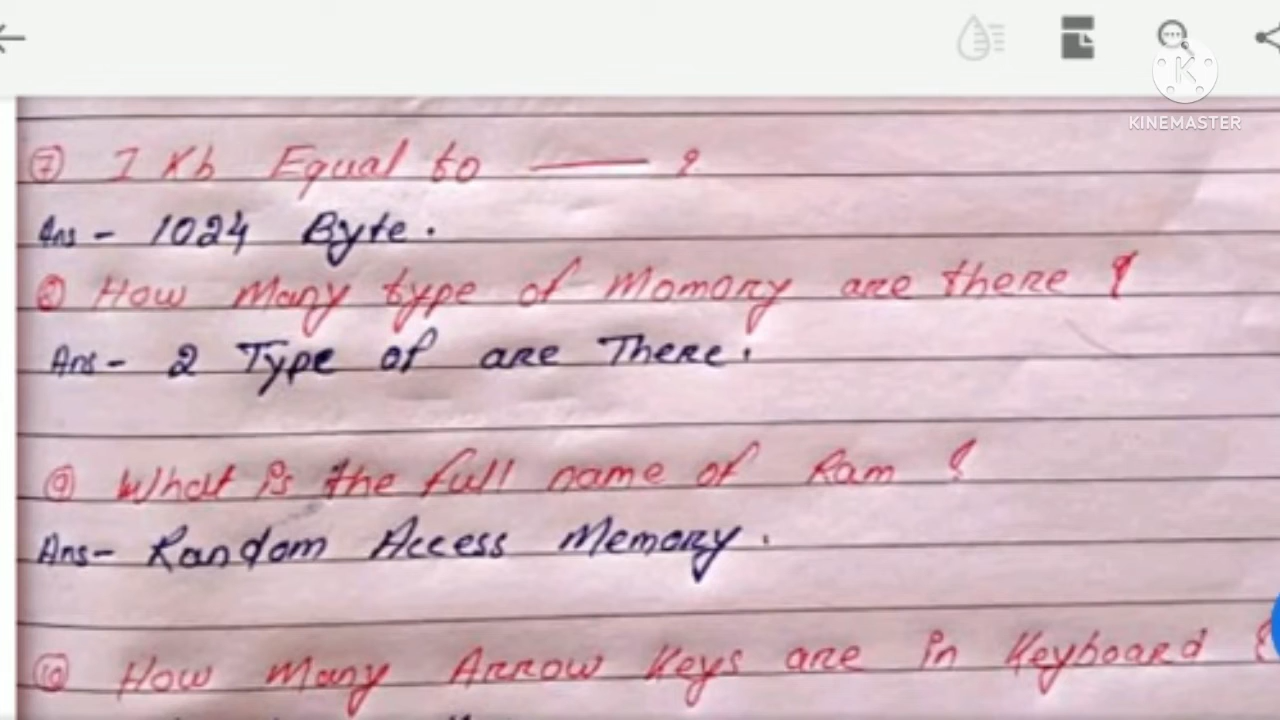 KINEMASTER
⑦ 1 Kb Equal to —— ?
Ans - 1024 Byte.
⑧ How Many type of Momory are there ?
Ans - 2 Type of are There.
⑨ What is the full name of Ram ?
Ans - Random Access Memory.
⑩ How Many Arrow Keys are in Keyboard ?